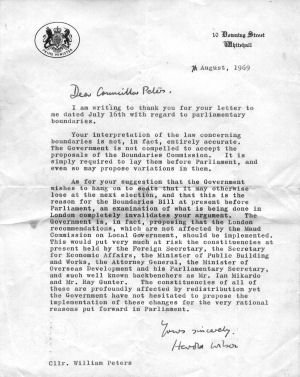 10 Downing Street
Whitehall
PRIME MINISTER
August, 1969
Dear Councillor Peters,
I am writing to thank you for your letter to
me dated July 16th with regard to parliamentary
boundaries.
Your interpretation of the law concerning
boundaries is not, in fact, entirely accurate.
The Government is not compelled to accept the
proposals of the Boundaries Commission. It is
simply required to lay them before Parliament, and
even so may propose variations in them.
As for your suggestion that the Government
wishes to hang on to seats that it may otherwise
lose at the next election, and that this is the
reason for the Boundaries Bill at present before
Parliament, an examination of what is being done in
London completely invalidates your argument. The
Government is, in fact, proposing that the London
recommendations, which are not affected by the Maud
Commission on Local Government, should be implemented.
This would put very much at risk the constituencies at
present held by the Foreign Secretary, the Secretary
for Economic Affairs, the Minister of Public Building
and Works, the Attorney General, the Minister of
Overseas Development and his Parliamentary Secretary,
and such well known backbenchers as Mr. Ian Mikardo
and Mr. Ray Gunter. The constituencies of all of
these are profoundly affected by redistribution yet
the Government have not hesitated to propose the
implementation of these changes for the very rational
reasons put forward in Parliament.
Yours sincerely,
Harold Wilson
Cllr. William Peters